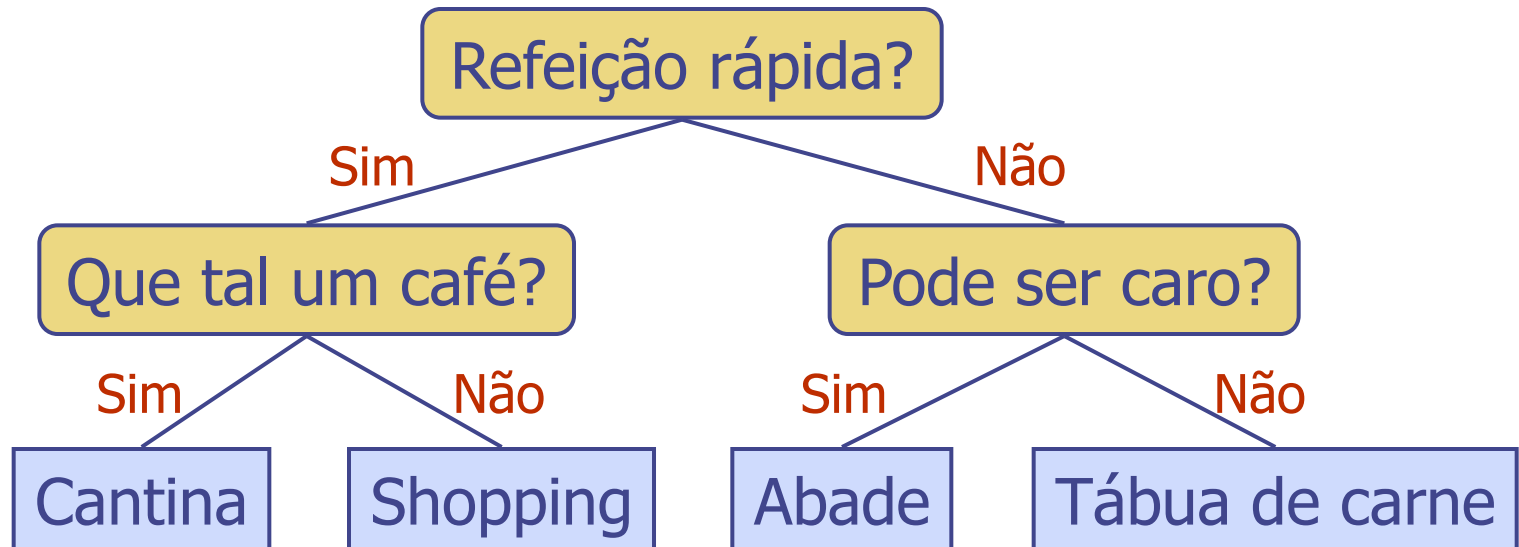 Refeição rápida?
Sim
Não
Que tal um café?
Pode ser caro?
Sim
Não
Sim
Não
Cantina
Shopping
Abade
Tábua de carne